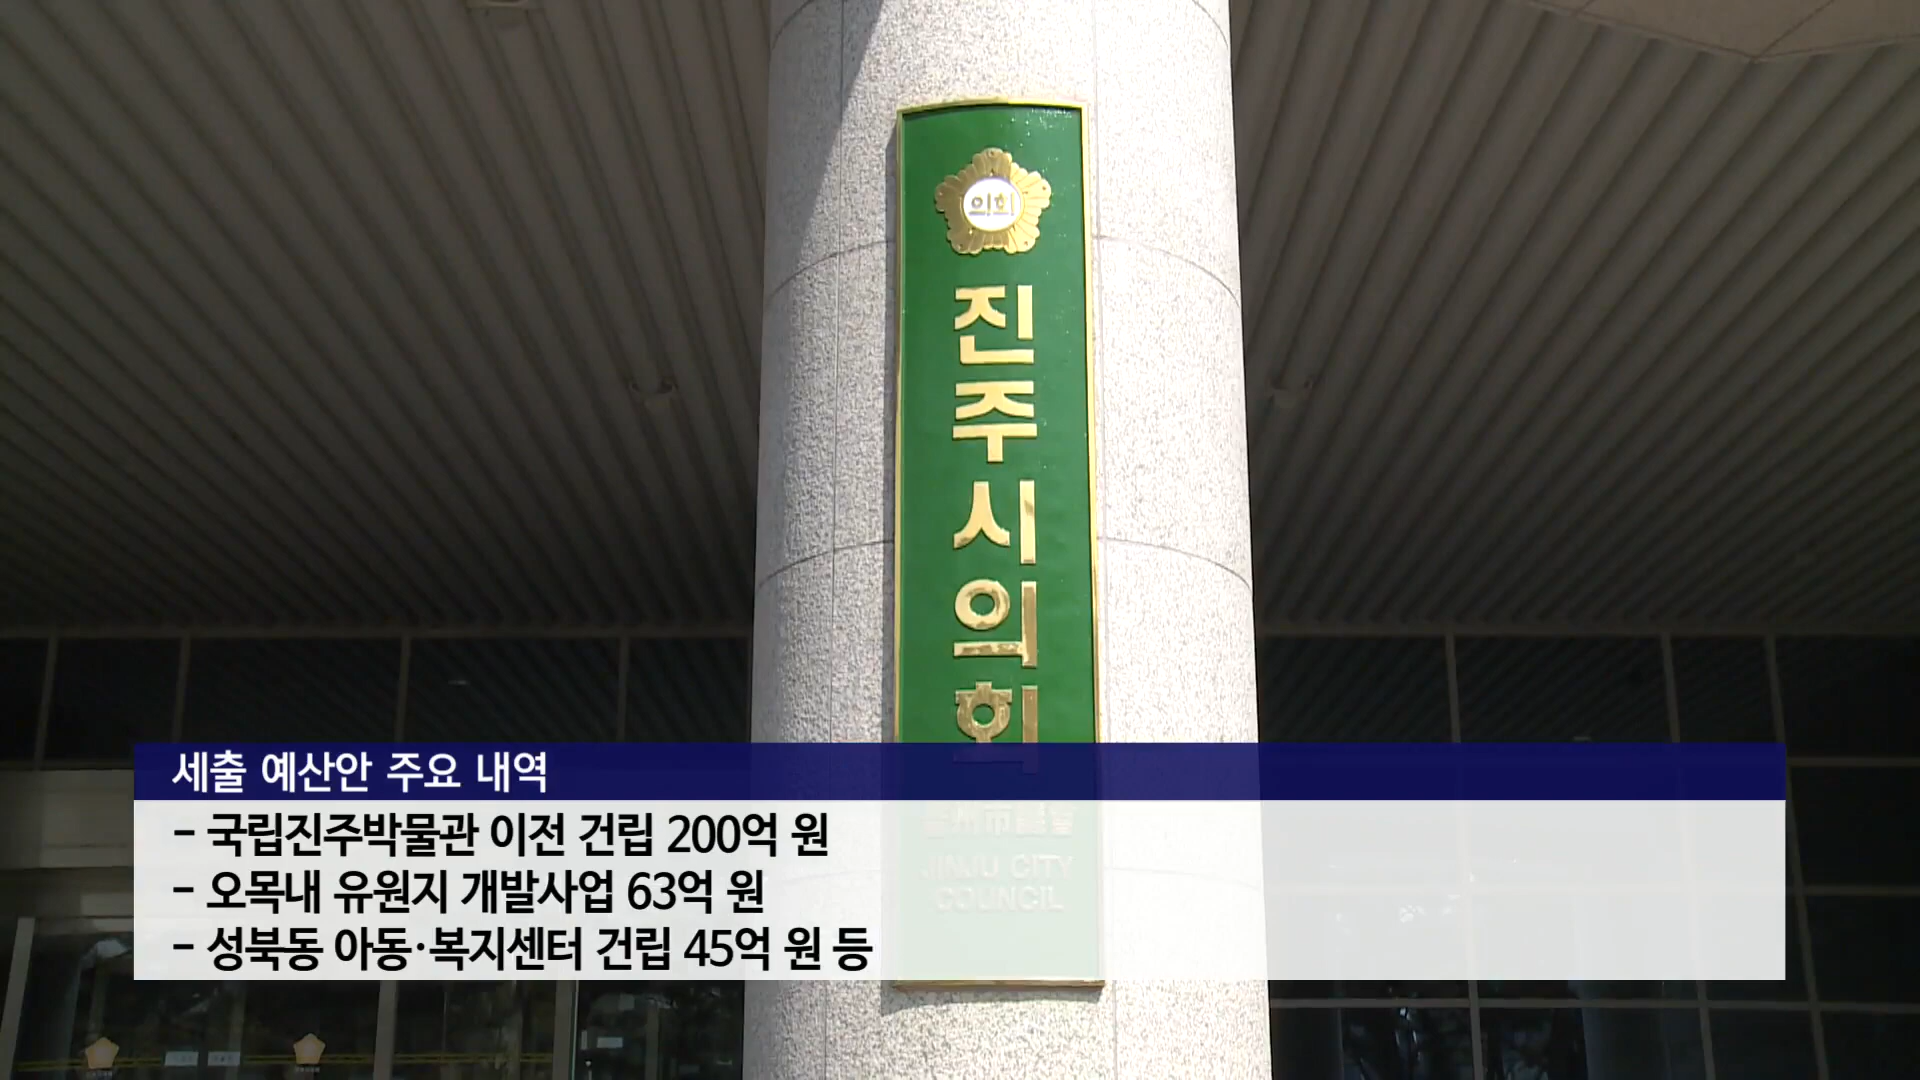 의회
진주시의회
JINJU CITY
COUNCIL
세출 예산안 주요 내역
- 국립진주박물관 이전 건립 200억 원
- 오목내 유원지 개발사업 63억 원
- 성북동 아동·복지센터 건립 45억 원 등